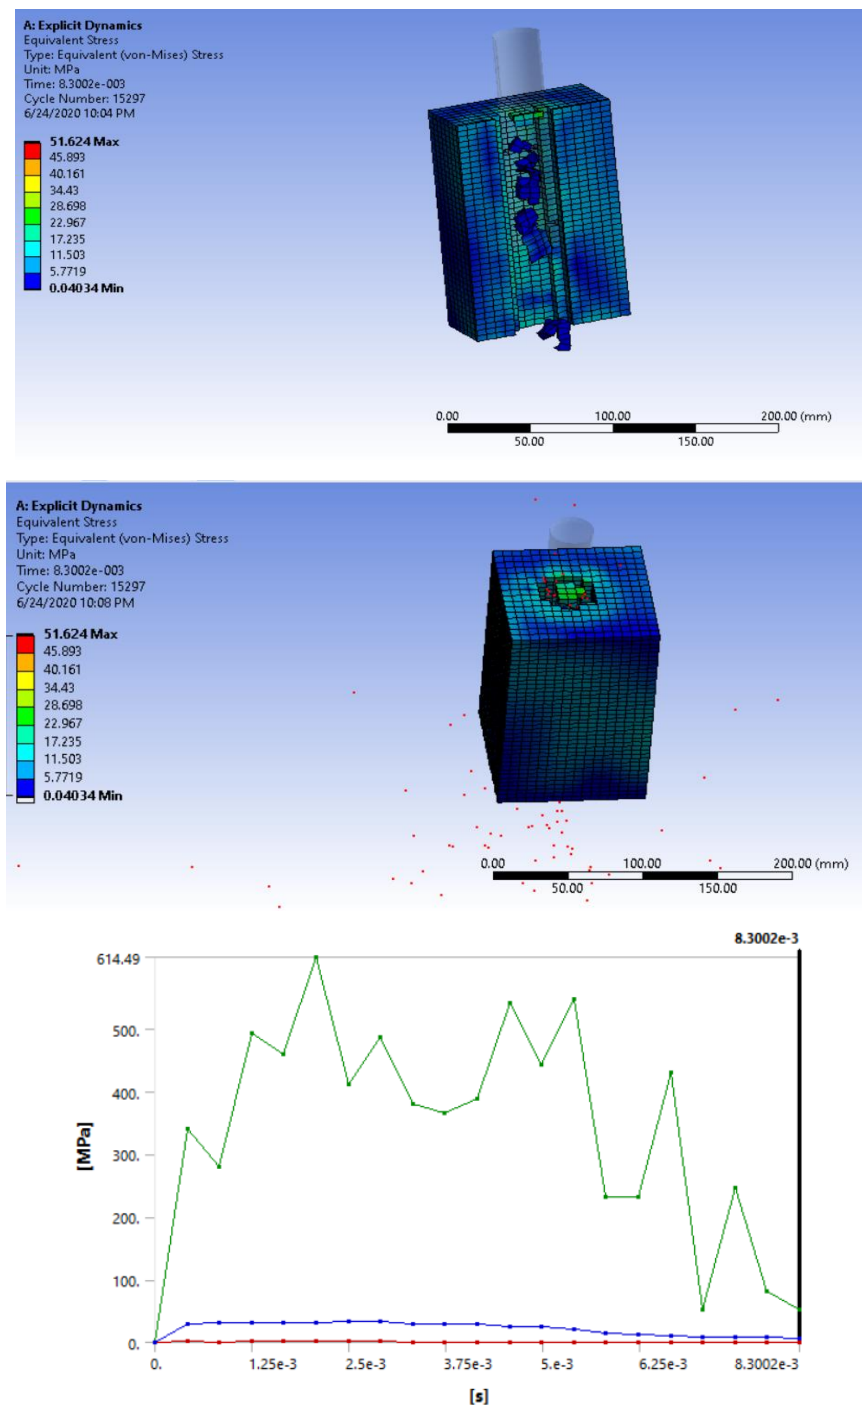 A: Explicit Dynamics
Equivalent Stress
Type: Equivalent (von-Mises) Stress
Unit: MPa
Time: 8.3002e-003
Cycle Number: 15297
6/24/2020 10:04 PM
51.624 Max
45.893
40.161
34.43
28.698
22.967
17.235
11.503
5.7719
0.04034 Min
0.00 100.00 200.00 (mm)
50.00 150.00
A: Explicit Dynamics
Equivalent Stress
Type: Equivalent (von-Mises) Stress
Unit: MPa
Time: 8.3002e-003
Cycle Number: 15297
6/24/2020 10:08 PM
51.624 Max
45.893
40.161
34.43
28.698
22.967
17.235
11.503
5.7719
0.04034 Min
0.00 100.00 200.00 (mm)
50.00 150.00
8.3002e-3
614.49
500.
400.
300.
200.
100.
0.
[MPa]
0. 1.25e-3 2.5e-3 3.75e-3 5.e-3 6.25e-3 8.3002e-3
[s]